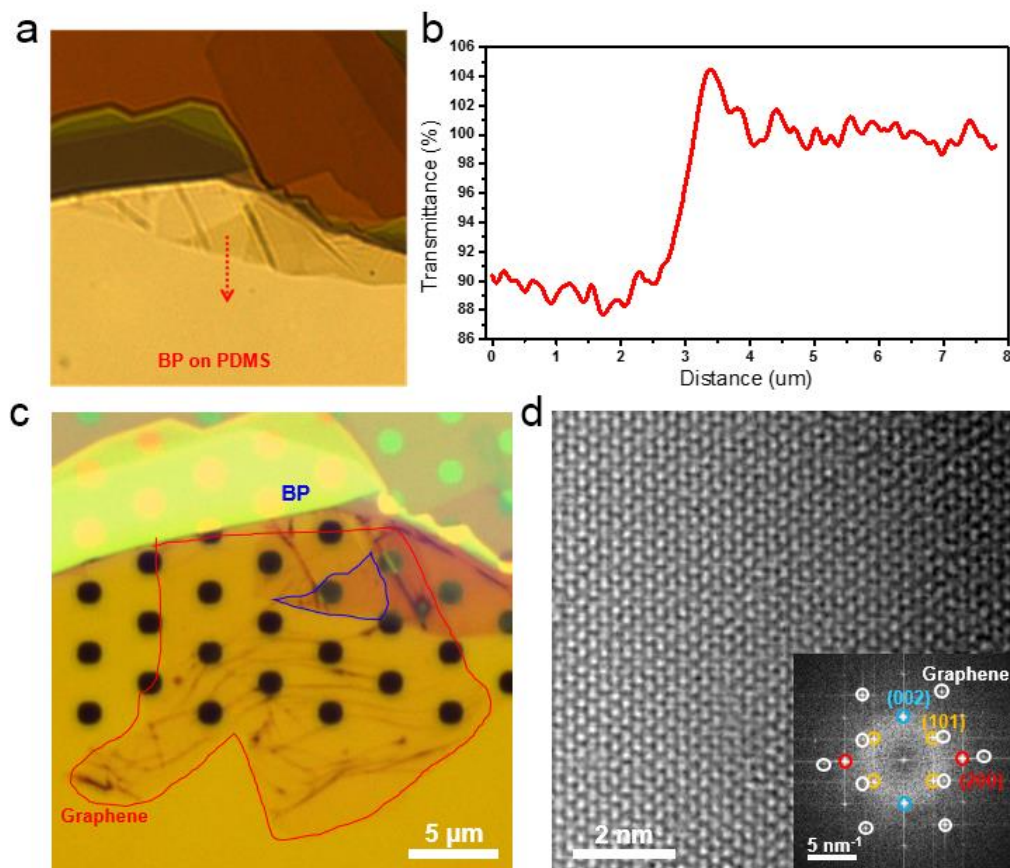 a
BP on PDMS
b
106
104
102
100
98
96
94
92
90
88
86
Transmittance (%)
0 1 2 3 4 5 6 7 8
Distance (um)
c
BP
Graphene
5 μm
d
2 nm
Graphene
(002)
(101)
(200)
5 nm⁻¹